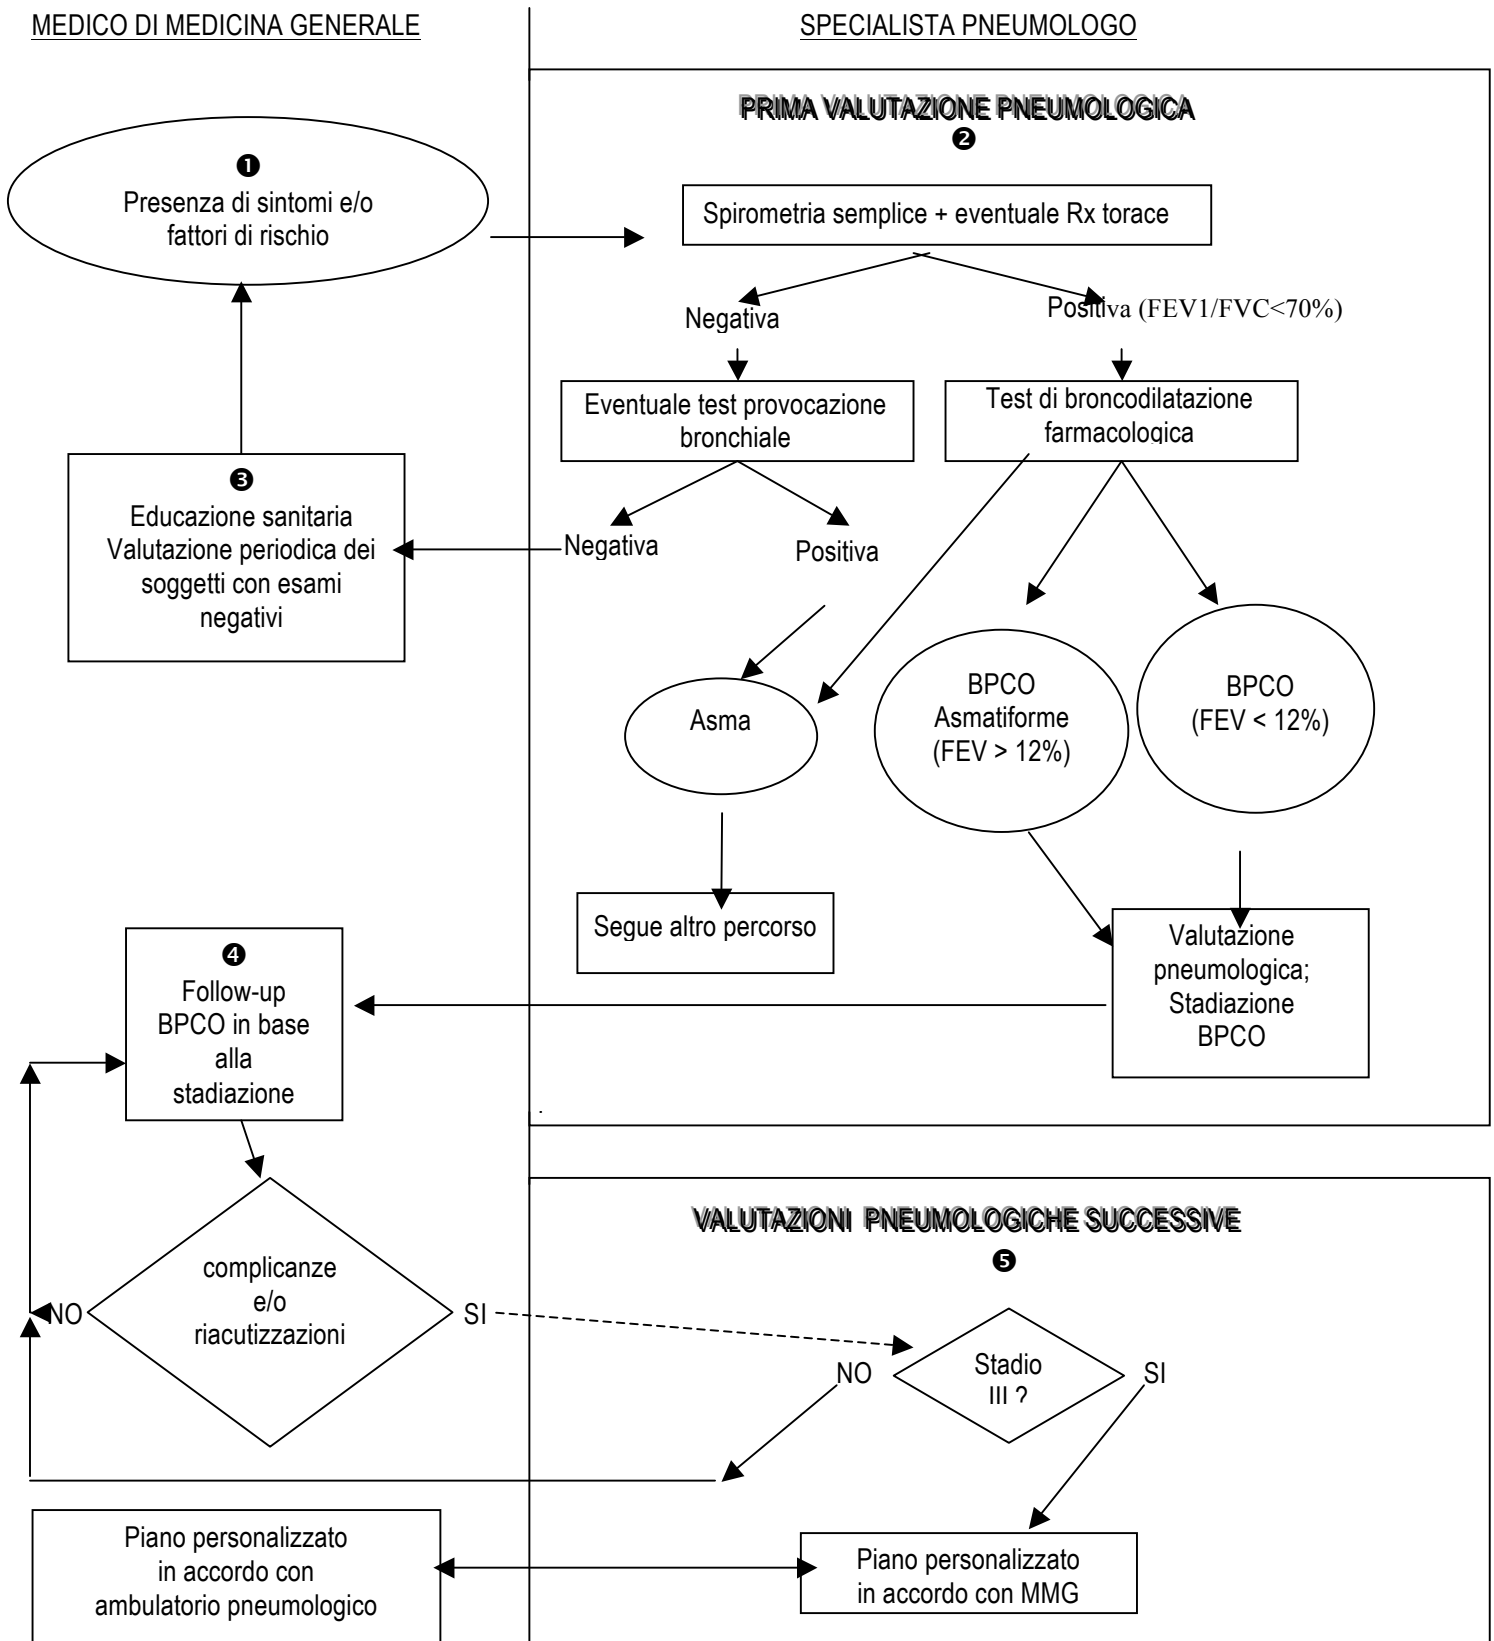 MEDICO DI MEDICINA GENERALE
SPECIALISTA PNEUMOLOGO
PRIMA VALUTAZIONE PNEUMOLOGICA
❷
❶
Presenza di sintomi e/o
fattori di rischio
Spirometria semplice + eventuale Rx torace
Negativa
Positiva (FEV1/FVC<70%)
Eventuale test provocazione
bronchiale
Test di broncodilatazione
farmacologica
❸
Educazione sanitaria
Valutazione periodica dei
soggetti con esami
negativi
Negativa
Positiva
Asma
BPCO
Asmatiforme
(FEV > 12%)
BPCO
(FEV < 12%)
Segue altro percorso
Valutazione
pneumologica;
Stadiazione
BPCO
❹
Follow-up
BPCO in base
alla
stadiazione
.
VALUTAZIONI PNEUMOLOGICHE SUCCESSIVE
❺
complicanze
e/o
riacutizzazioni
NO
SI
Stadio
III ?
NO
SI
Piano personalizzato
in accordo con
ambulatorio pneumologico
Piano personalizzato
in accordo con MMG